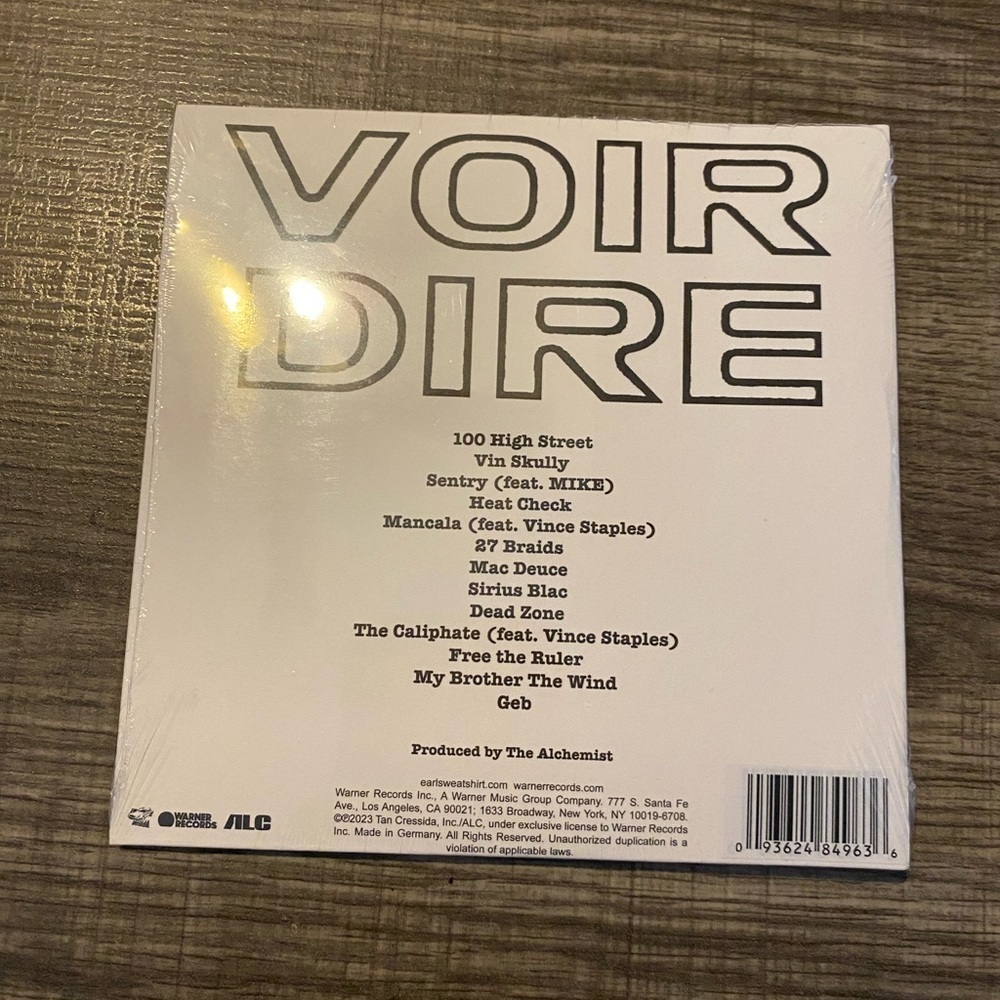 VOIR
DIRE
100 High Street
Vin Skully
Sentry (feat. MIKE)
Heat Check
Mancala (feat. Vince Staples)
27 Braids
Mac Deuce
Sirius Blac
Dead Zone
The Caliphate (feat. Vince Staples)
Free the Ruler
My Brother The Wind
Geb
Produced by The Alchemist
earlsweatshirt.com warnerrecords.com
Warner Records Inc., A Warner Music Group Company. 777 S. Santa Fe
Ave., Los Angeles, CA 90021; 1633 Broadway, New York, NY 10019-6708.
©℗2023 Tan Cressida, Inc./ALC, under exclusive license to Warner Records
Inc. Made in Germany. All Rights Reserved. Unauthorized duplication is a
violation of applicable laws.
WARNER
RECORDS
ALC
0 93624 84963 6